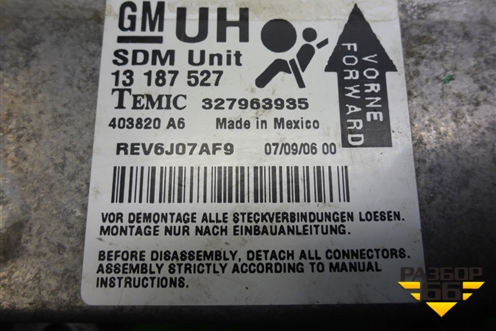 GM UH
SDM Unit
13 187 527
TEMIC 327963935
403820 A6 Made in Mexico
REV6J07AF9 07/09/06 00
VORNE
FORWARD
VOR DEMONTAGE ALLE STECKVERBINDUNGEN LOESEN.
MONTAGE NUR NACH EINBAUANLEITUNG.
BEFORE DISASSEMBLY, DETACH ALL CONNECTORS.
ASSEMBLY STRICTLY ACCORDING TO MANUAL
INSTRUCTIONS.
РАЗБОР
66